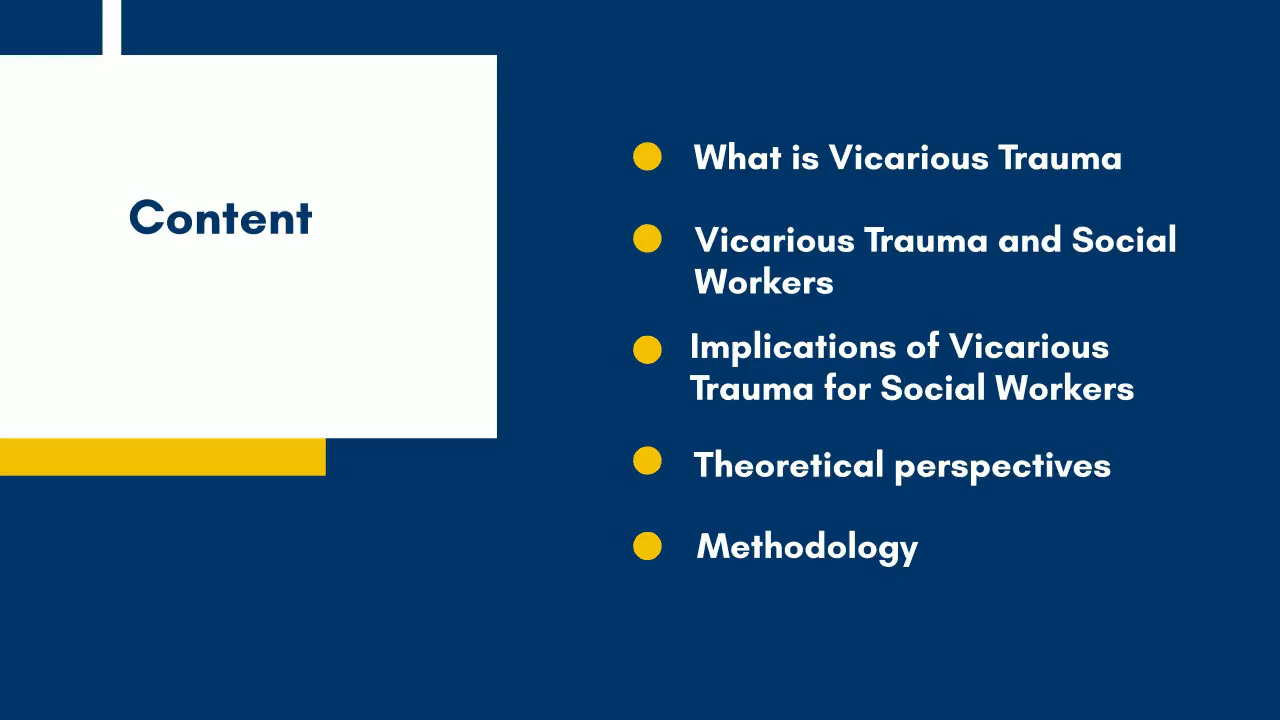 Content
What is Vicarious Trauma
Vicarious Trauma and Social
Workers
Implications of Vicarious
Trauma for Social Workers
Theoretical perspectives
Methodology